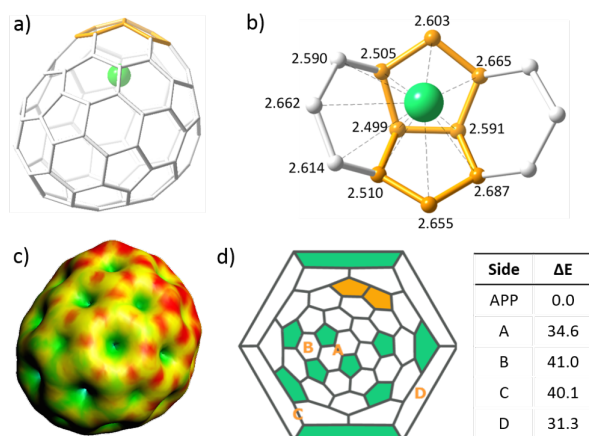 a)
b)
2.603
2.590
2.505
2.665
2.662
2.499
2.591
2.614
2.510
2.687
2.655
c)
d)
B
A
D
C
Side ΔE
APP 0.0
A 34.6
B 41.0
C 40.1
D 31.3